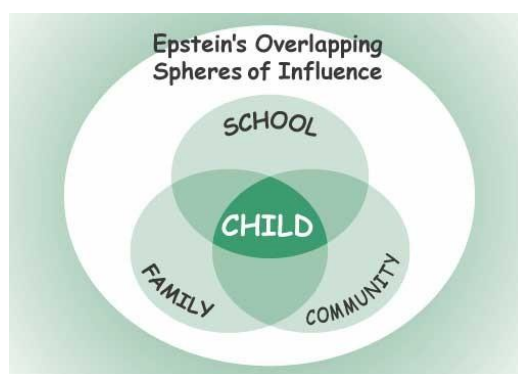 Epstein's Overlapping
Spheres of Influence
SCHOOL
CHILD
FAMILY
COMMUNITY